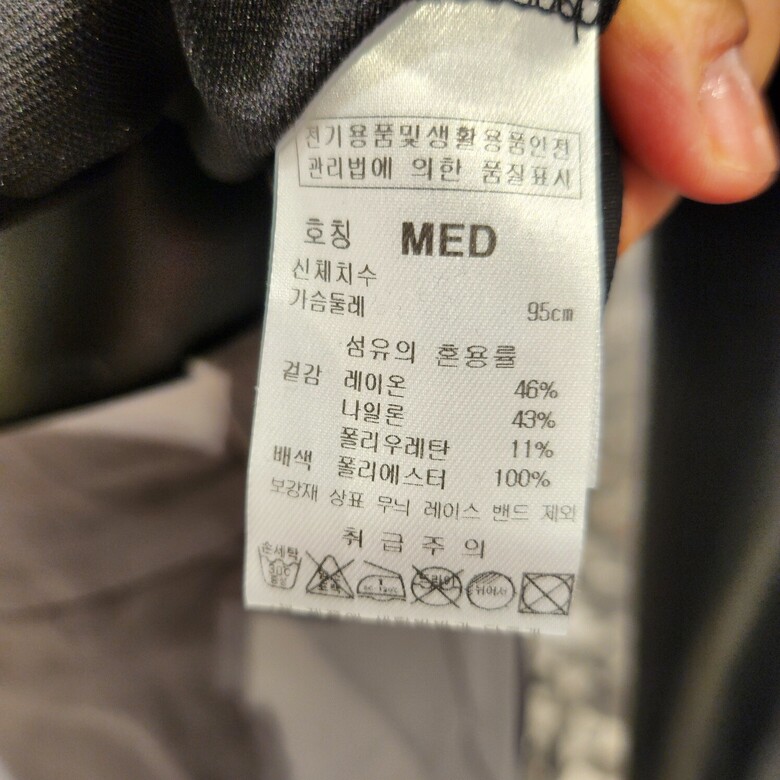 전기용품및생활용품안전
관리법에 의한 품질표시
호칭 MED
신체치수
가슴둘레 95cm
섬유의 혼용률
겉감 레이온 46%
나일론 43%
폴리우레탄 11%
배색 폴리에스터 100%
보강재 상표 무늬 레이스 밴드 제외
취급주의
손세탁